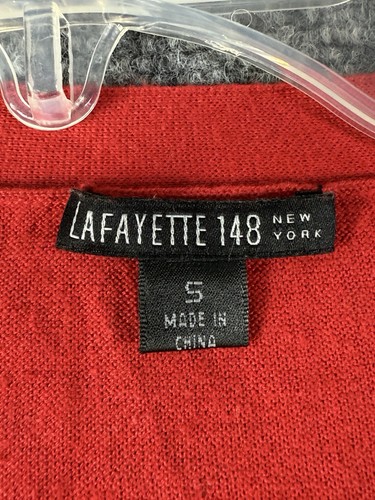 LAFAYETTE 148 NEW YORK
S
MADE IN
CHINA